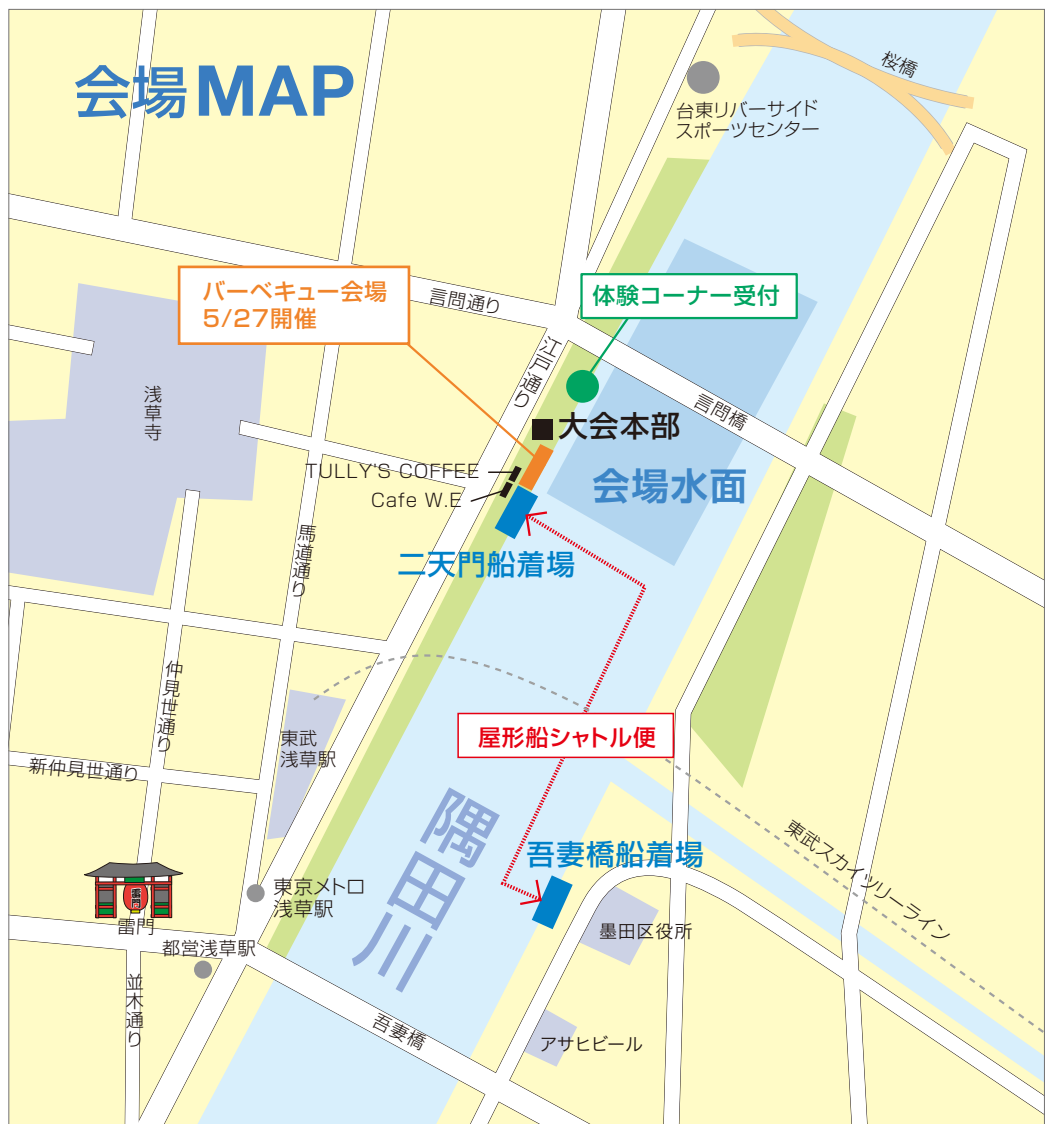 会場MAP
桜橋
台東リバーサイド
スポーツセンター
バーベキュー会場
5/27開催
言問通り
体験コーナー受付
江戸通り
浅草寺
言問橋
大会本部
TULLY'S COFFEE
Cafe W.E
会場水面
馬道通り
二天門船着場
仲見世通り
屋形船シャトル便
東武
浅草駅
新仲見世通り
隅田川
東武スカイツリーライン
吾妻橋船着場
雷門
東京メトロ
浅草駅
雷門
墨田区役所
都営浅草駅
並木通り
吾妻橋
アサヒビール